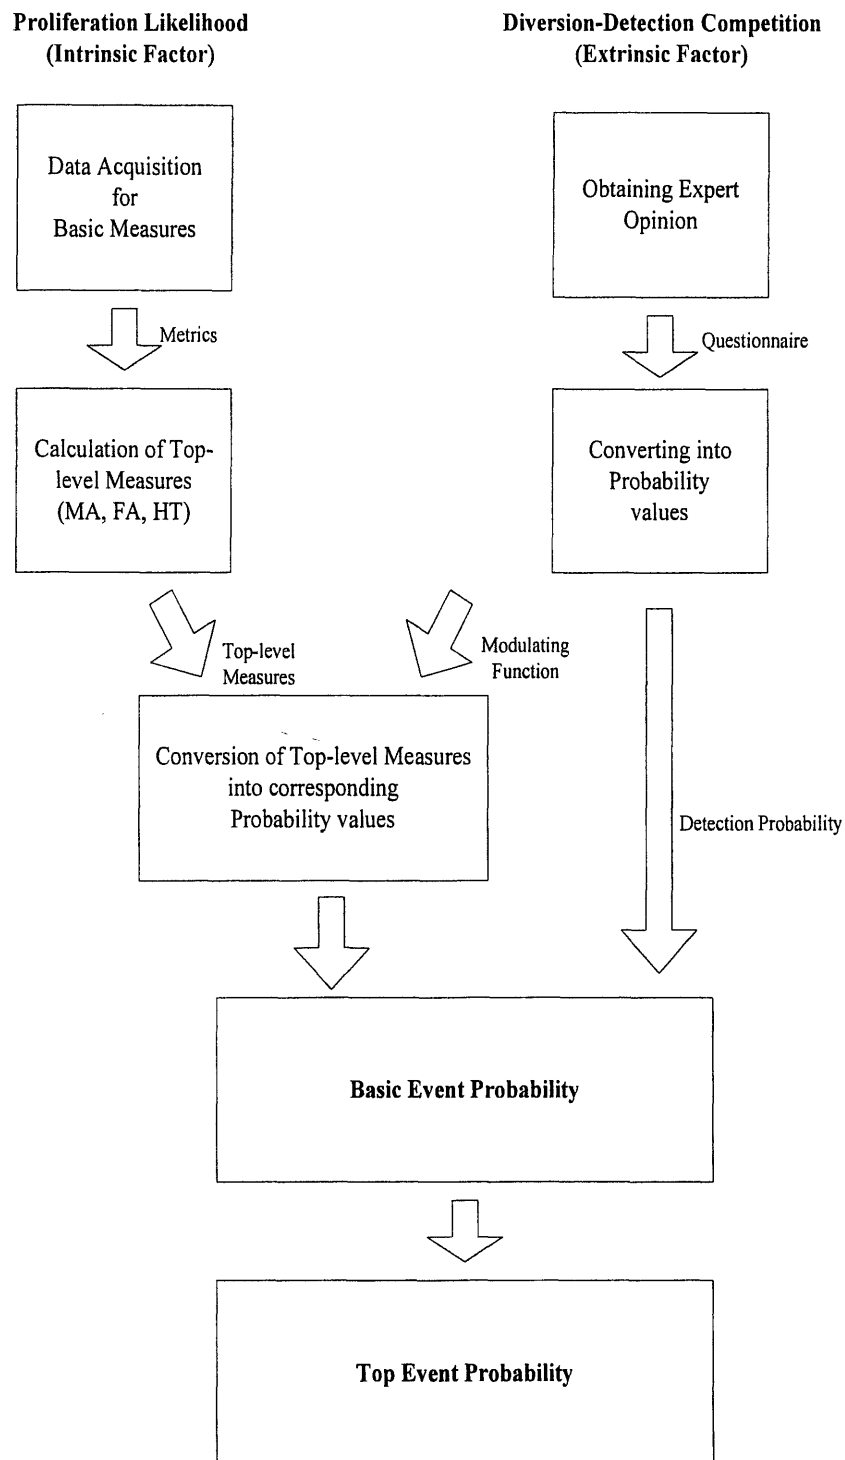 Proliferation Likelihood
(Intrinsic Factor)
Diversion-Detection Competition
(Extrinsic Factor)
Data Acquisition
for
Basic Measures
Obtaining Expert
Opinion
Metrics
Questionnaire
Calculation of Top-
level Measures
(MA, FA, HT)
Converting into
Probability
values
Top-level
Measures
Modulating
Function
Conversion of Top-level Measures
into corresponding
Probability values
Detection Probability
Basic Event Probability
Top Event Probability